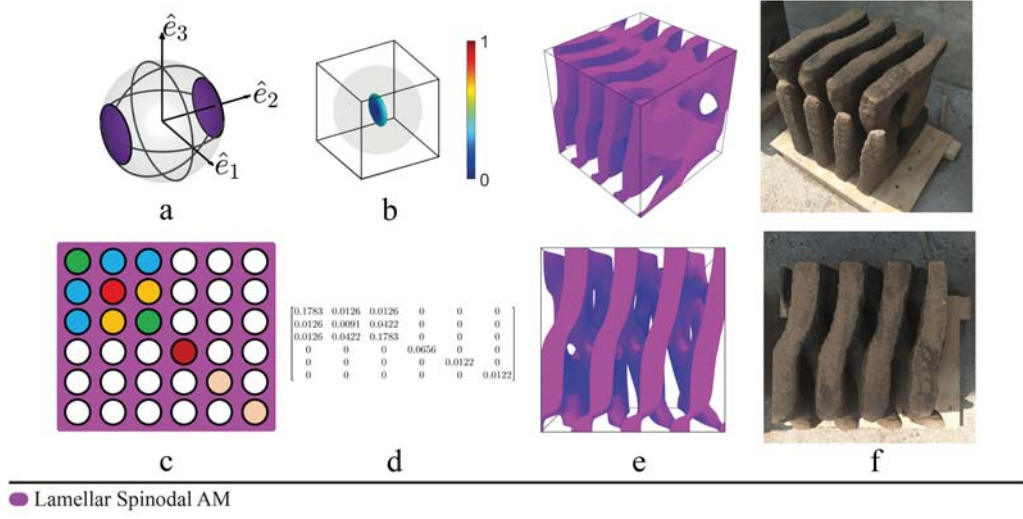 ê3
ê2
ê1
a
1
0
b
c
0.1783 0.0126 0.0126 0 0 0
0.0126 0.0091 0.0422 0 0 0
0.0126 0.0422 0.1783 0 0 0
0 0 0 0.0656 0 0
0 0 0 0 0.0122 0
0 0 0 0 0 0.0122
d
e
f
Lamellar Spinodal AM